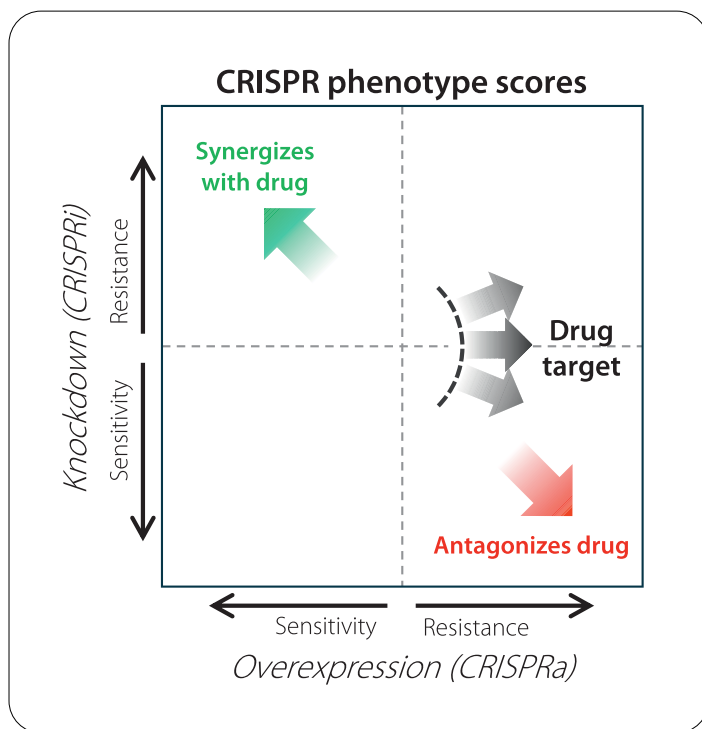 CRISPR phenotype scores
Synergizes
with drug
Knockdown (CRISPRi)
Resistance
Sensitivity
Drug
target
Antagonizes drug
Sensitivity
Resistance
Overexpression (CRISPRa)